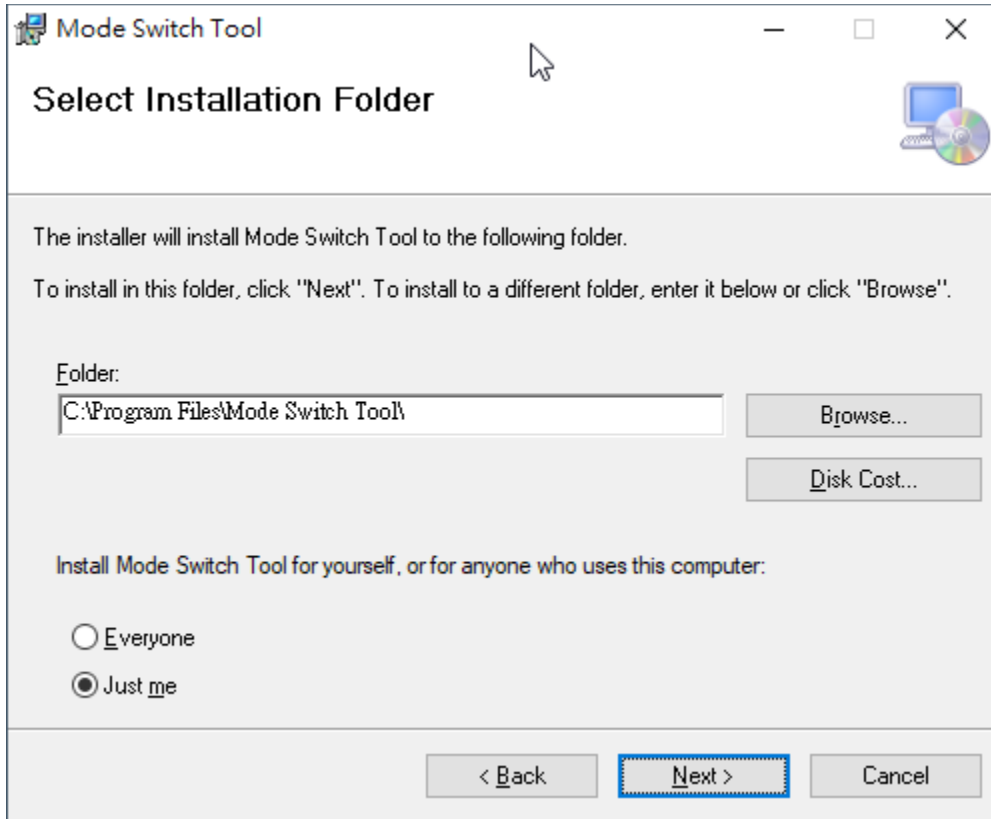 Mode Switch Tool
Select Installation Folder
The installer will install Mode Switch Tool to the following folder.
To install in this folder, click "Next". To install to a different folder, enter it below or click "Browse".
Folder:
C:\Program Files\Mode Switch Tool\
Browse...
Disk Cost...
Install Mode Switch Tool for yourself, or for anyone who uses this computer:
Everyone
Just me
< Back Next > Cancel